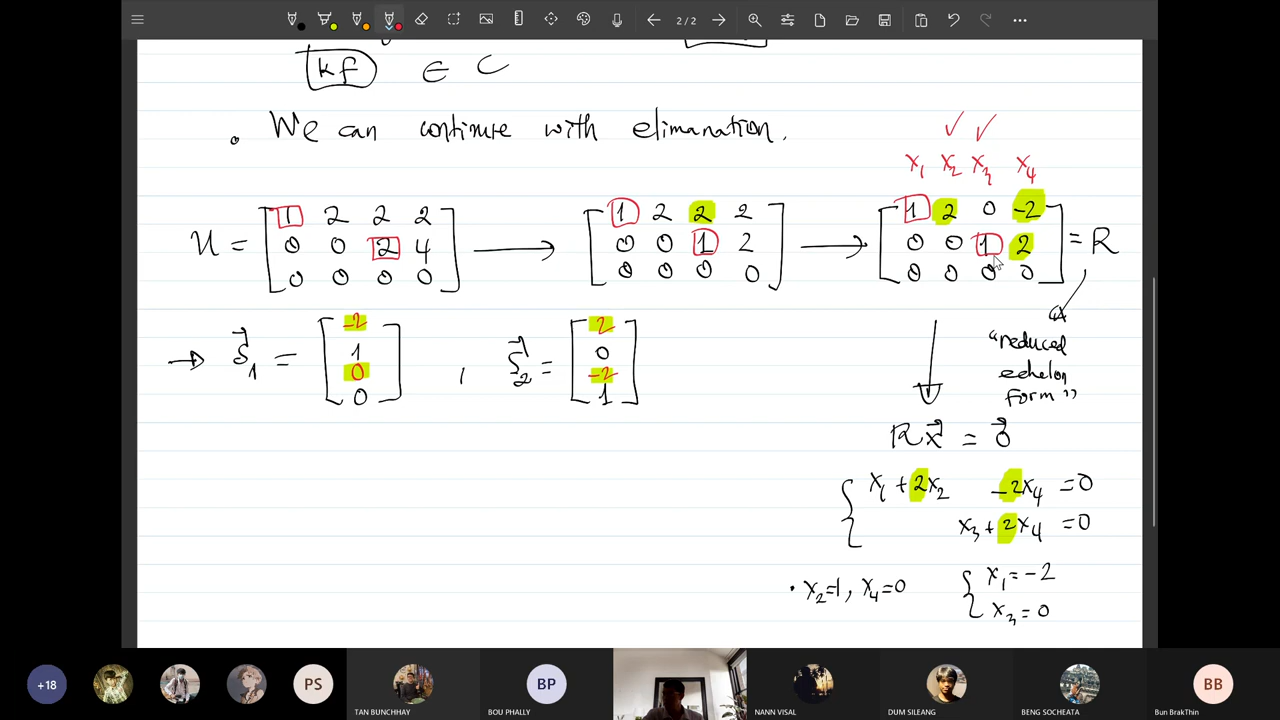 2/2
kf ∈ C
• We can continue with elimanation.
✓ ✓
x₁ x₂ x₃ x₄
U = [1 2 2 2; 0 0 2 4; 0 0 0 0] → [1 2 2 2; 0 0 1 2; 0 0 0 0] → [1 2 0 -2; 0 0 1 2; 0 0 0 0] = R
→ s⃗₁ = [-2; 1; 0; 0] , s⃗₂ = [2; 0; -2; 1]
"reduced
echelon
form"
Rx⃗ = 0⃗
{ x₁ + 2x₂ -2x₄ = 0
x₃ + 2x₄ = 0
• x₂=1, x₄=0 { x₁ = -2
x₃ = 0
+18
PS
TAN BUNCHHAY
BP
BOU PHALLY
NANN VISAL
DUM SILEANG
BENG SOCHEATA
BB
Bun BrakThin